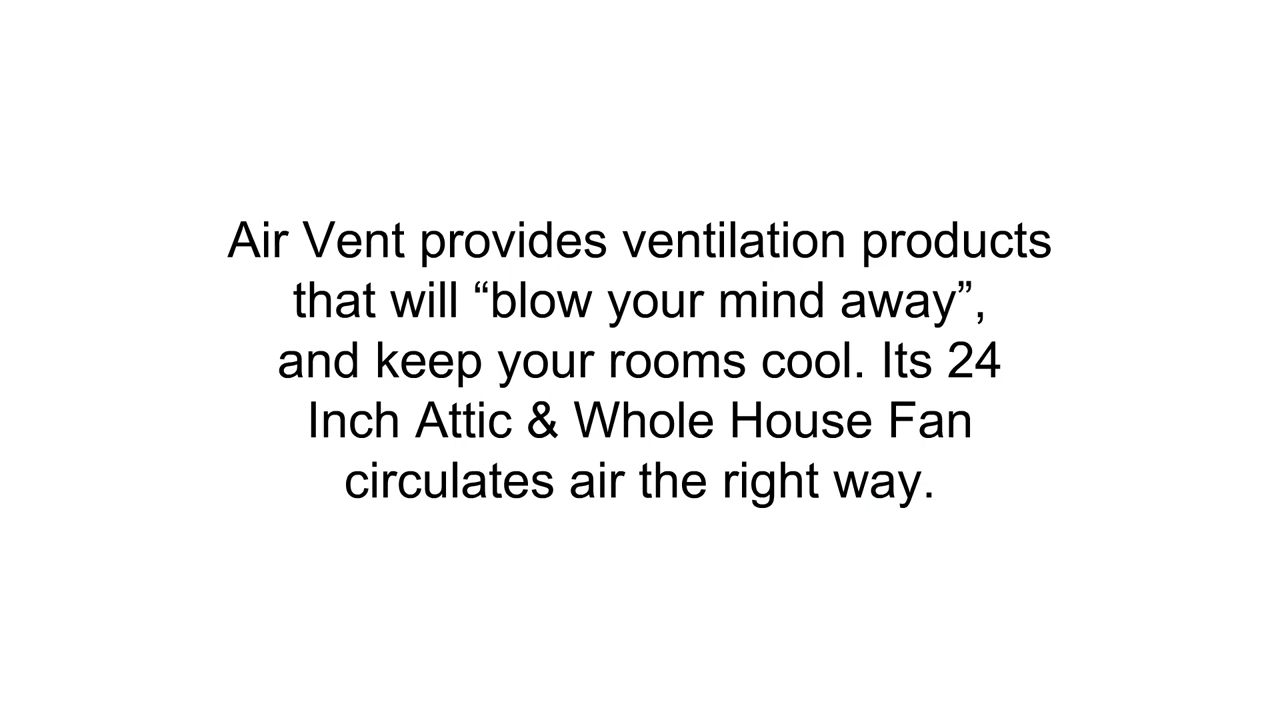 Air Vent provides ventilation products
that will “blow your mind away”,
and keep your rooms cool. Its 24
Inch Attic & Whole House Fan
circulates air the right way.